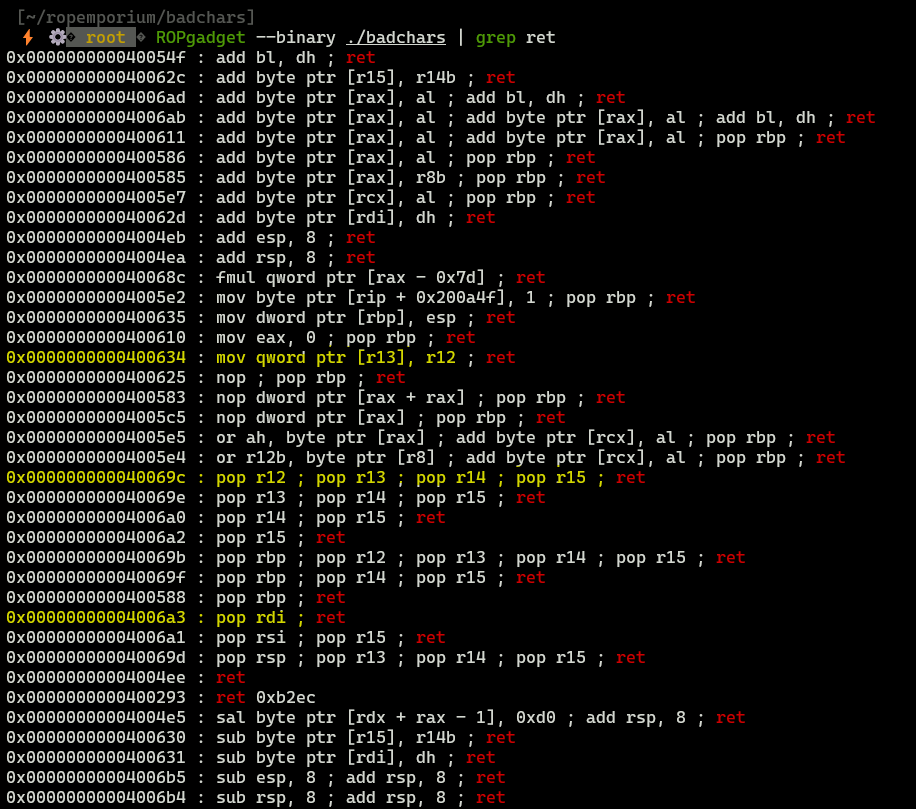 [~/ropemporium/badchars]
root ROPgadget --binary ./badchars | grep ret
0x000000000040054f : add bl, dh ; ret
0x000000000040062c : add byte ptr [r15], r14b ; ret
0x00000000004006ad : add byte ptr [rax], al ; add bl, dh ; ret
0x00000000004006ab : add byte ptr [rax], al ; add byte ptr [rax], al ; add bl, dh ; ret
0x0000000000400611 : add byte ptr [rax], al ; add byte ptr [rax], al ; pop rbp ; ret
0x0000000000400586 : add byte ptr [rax], al ; pop rbp ; ret
0x0000000000400585 : add byte ptr [rax], r8b ; pop rbp ; ret
0x00000000004005e7 : add byte ptr [rcx], al ; pop rbp ; ret
0x000000000040062d : add byte ptr [rdi], dh ; ret
0x00000000004004eb : add esp, 8 ; ret
0x00000000004004ea : add rsp, 8 ; ret
0x000000000040068c : fmul qword ptr [rax - 0x7d] ; ret
0x00000000004005e2 : mov byte ptr [rip + 0x200a4f], 1 ; pop rbp ; ret
0x0000000000400635 : mov dword ptr [rbp], esp ; ret
0x0000000000400610 : mov eax, 0 ; pop rbp ; ret
0x0000000000400634 : mov qword ptr [r13], r12 ; ret
0x0000000000400625 : nop ; pop rbp ; ret
0x0000000000400583 : nop dword ptr [rax + rax] ; pop rbp ; ret
0x00000000004005c5 : nop dword ptr [rax] ; pop rbp ; ret
0x00000000004005e5 : or ah, byte ptr [rax] ; add byte ptr [rcx], al ; pop rbp ; ret
0x00000000004005e4 : or r12b, byte ptr [r8] ; add byte ptr [rcx], al ; pop rbp ; ret
0x000000000040069c : pop r12 ; pop r13 ; pop r14 ; pop r15 ; ret
0x000000000040069e : pop r13 ; pop r14 ; pop r15 ; ret
0x00000000004006a0 : pop r14 ; pop r15 ; ret
0x00000000004006a2 : pop r15 ; ret
0x000000000040069b : pop rbp ; pop r12 ; pop r13 ; pop r14 ; pop r15 ; ret
0x000000000040069f : pop rbp ; pop r14 ; pop r15 ; ret
0x0000000000400588 : pop rbp ; ret
0x00000000004006a3 : pop rdi ; ret
0x00000000004006a1 : pop rsi ; pop r15 ; ret
0x000000000040069d : pop rsp ; pop r13 ; pop r14 ; pop r15 ; ret
0x00000000004004ee : ret
0x0000000000400293 : ret 0xb2ec
0x00000000004004e5 : sal byte ptr [rdx + rax - 1], 0xd0 ; add rsp, 8 ; ret
0x0000000000400630 : sub byte ptr [r15], r14b ; ret
0x0000000000400631 : sub byte ptr [rdi], dh ; ret
0x00000000004006b5 : sub esp, 8 ; add rsp, 8 ; ret
0x00000000004006b4 : sub rsp, 8 ; add rsp, 8 ; ret